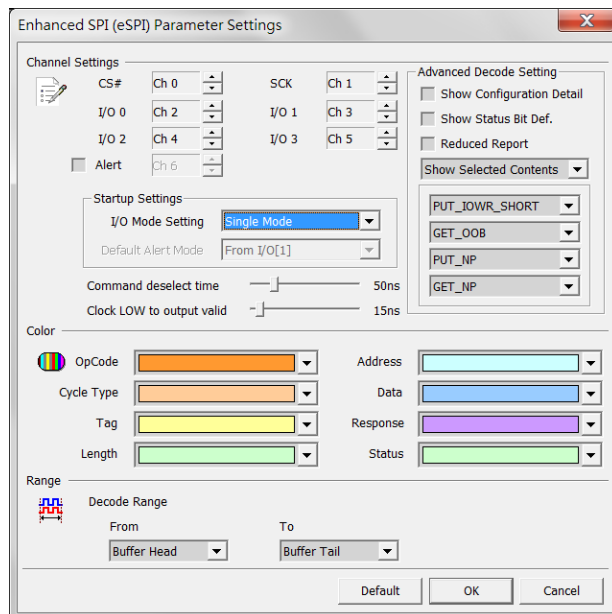 Enhanced SPI (eSPI) Parameter Settings
Channel Settings
CS# Ch 0 SCK Ch 1
I/O 0 Ch 2 I/O 1 Ch 3
I/O 2 Ch 4 I/O 3 Ch 5
Alert Ch 6
Startup Settings
I/O Mode Setting Single Mode
Default Alert Mode From I/O[1]
Command deselect time 50ns
Clock LOW to output valid 15ns
Advanced Decode Setting
Show Configuration Detail
Show Status Bit Def.
Reduced Report
Show Selected Contents
PUT_IOWR_SHORT
GET_OOB
PUT_NP
GET_NP
Color
OpCode Address
Cycle Type Data
Tag Response
Length Status
Range
Decode Range
From To
Buffer Head Buffer Tail
Default OK Cancel